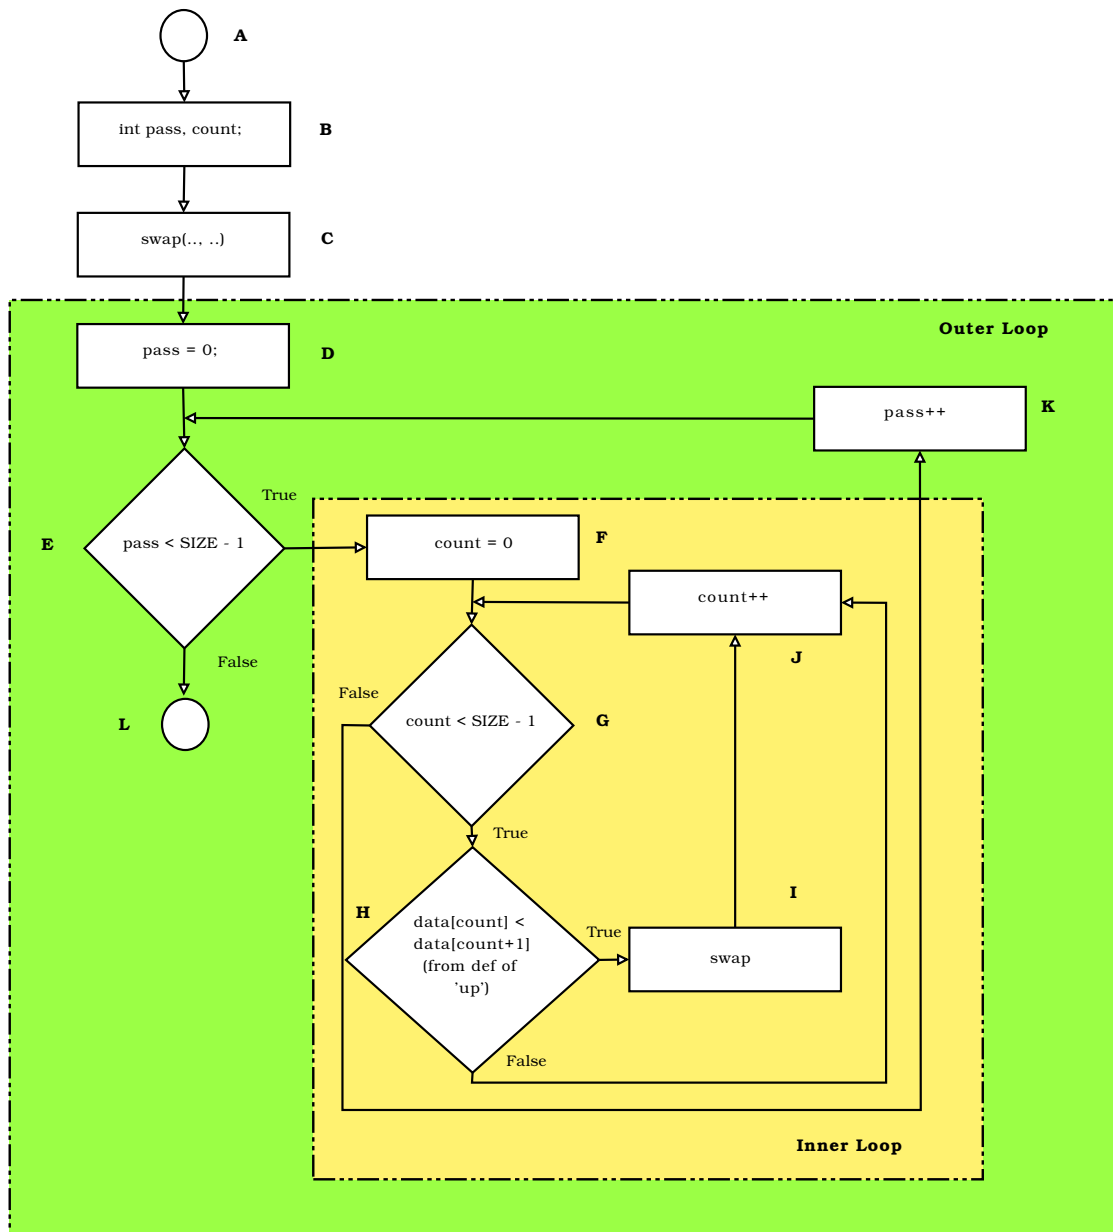 A
int pass, count;
B
swap(.., ..)
C
Outer Loop
pass = 0;
D
pass++
K
True
E
pass < SIZE - 1
count = 0
F
count++
J
False
False
L
count < SIZE - 1
G
True
H
data[count] <
data[count+1]
(from def of
'up')
True
I
swap
False
Inner Loop